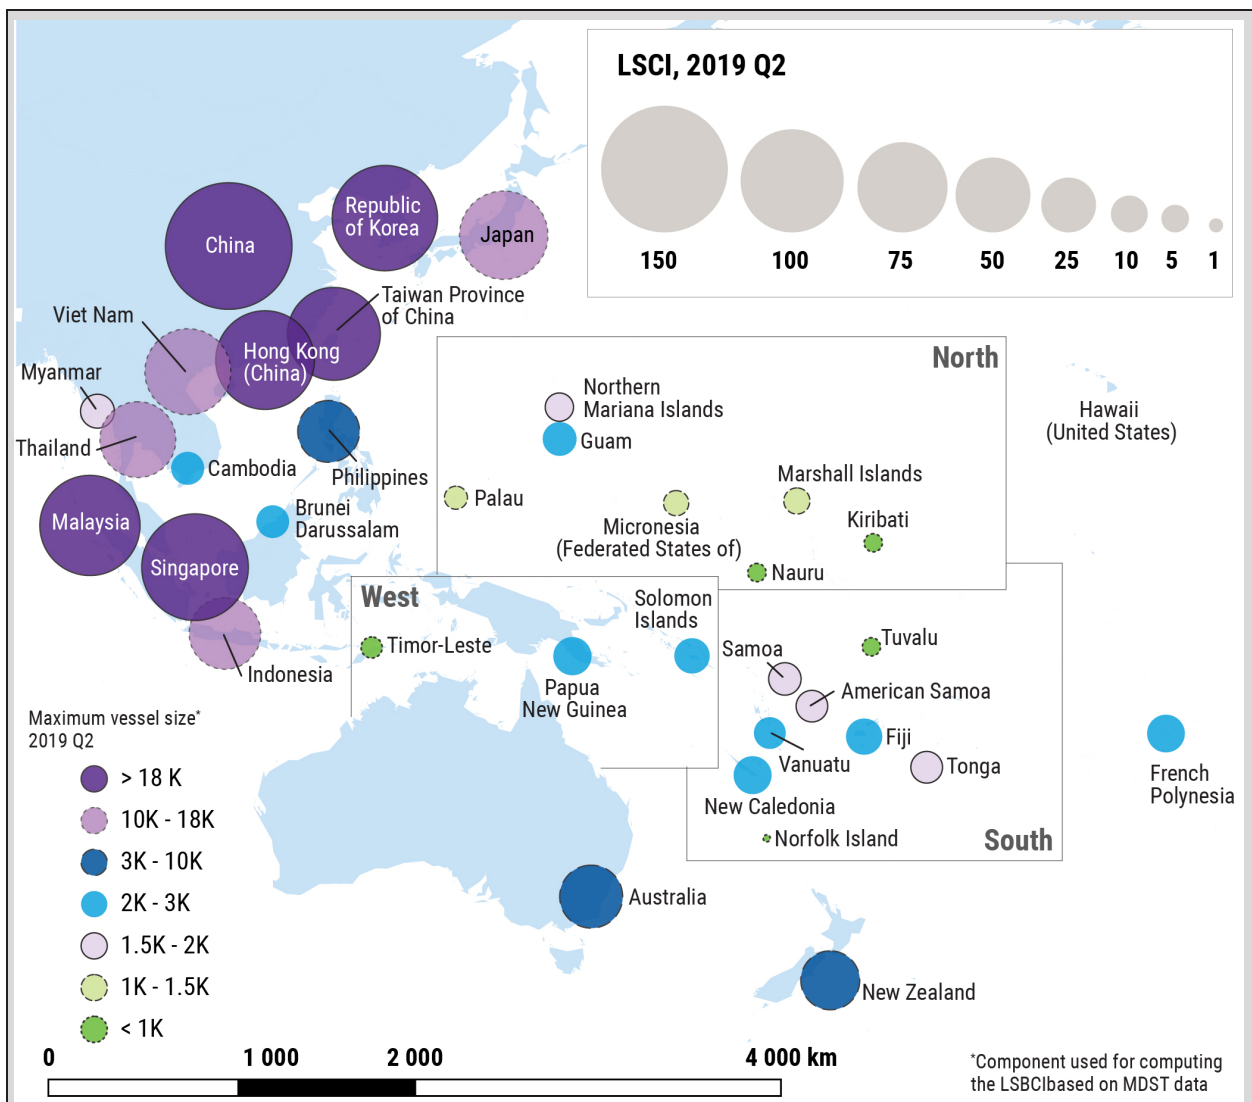 LSCI, 2019 Q2
150
100
75
50
25
10
5
1
China
Republic
of Korea
Japan
Taiwan Province
of China
Viet Nam
Hong Kong
(China)
Myanmar
Thailand
Cambodia
Philippines
Malaysia
Brunei
Darussalam
Singapore
Indonesia
North
Northern
Mariana Islands
Guam
Palau
Micronesia
(Federated States of)
Marshall Islands
Kiribati
Nauru
Hawaii
(United States)
West
Timor-Leste
Solomon
Islands
Papua
New Guinea
Tuvalu
Samoa
American Samoa
Vanuatu
Fiji
Tonga
New Caledonia
Norfolk Island
South
French
Polynesia
Australia
New Zealand
Maximum vessel size*
2019 Q2
> 18 K
10K - 18K
3K - 10K
2K - 3K
1.5K - 2K
1K - 1.5K
< 1K
0
1 000
2 000
4 000 km
*Component used for computing
the LSBCIbased on MDST data